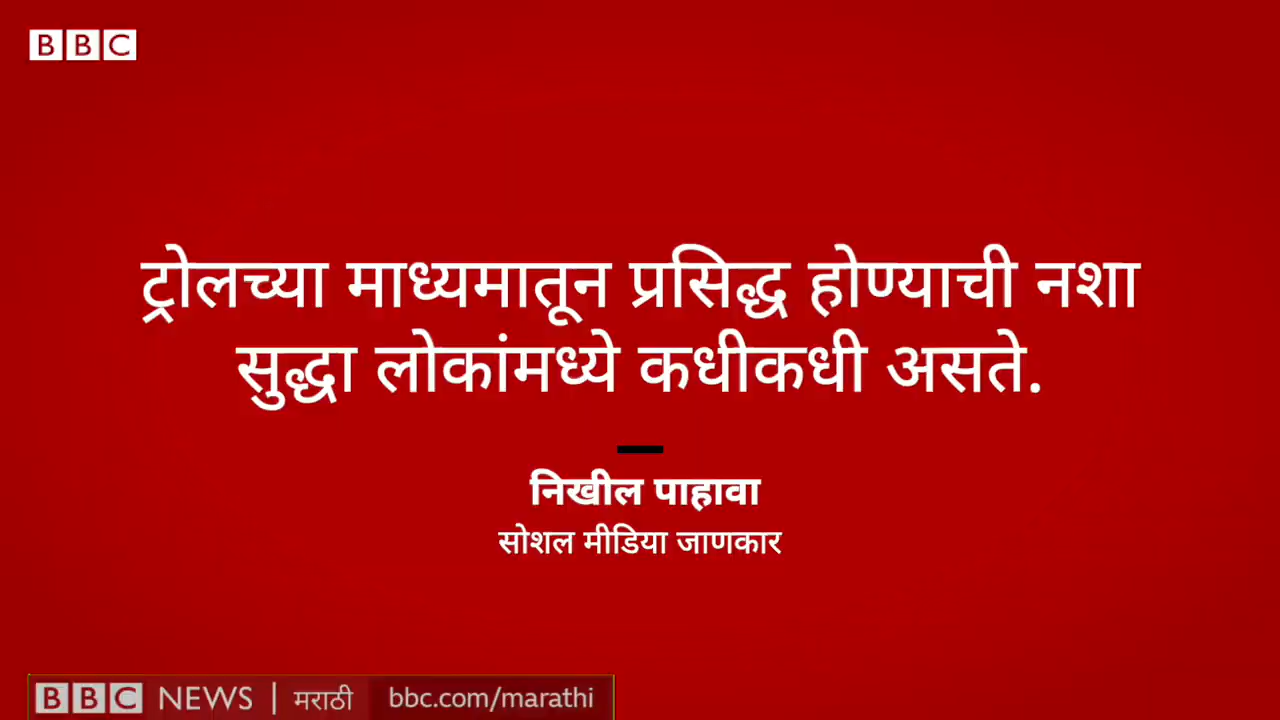 BBC
ट्रोलच्या माध्यमातून प्रसिद्ध होण्याची नशा
सुद्धा लोकांमध्ये कधीकधी असते.
निखील पाहावा
सोशल मीडिया जाणकार
BBC NEWS | मराठी bbc.com/marathi